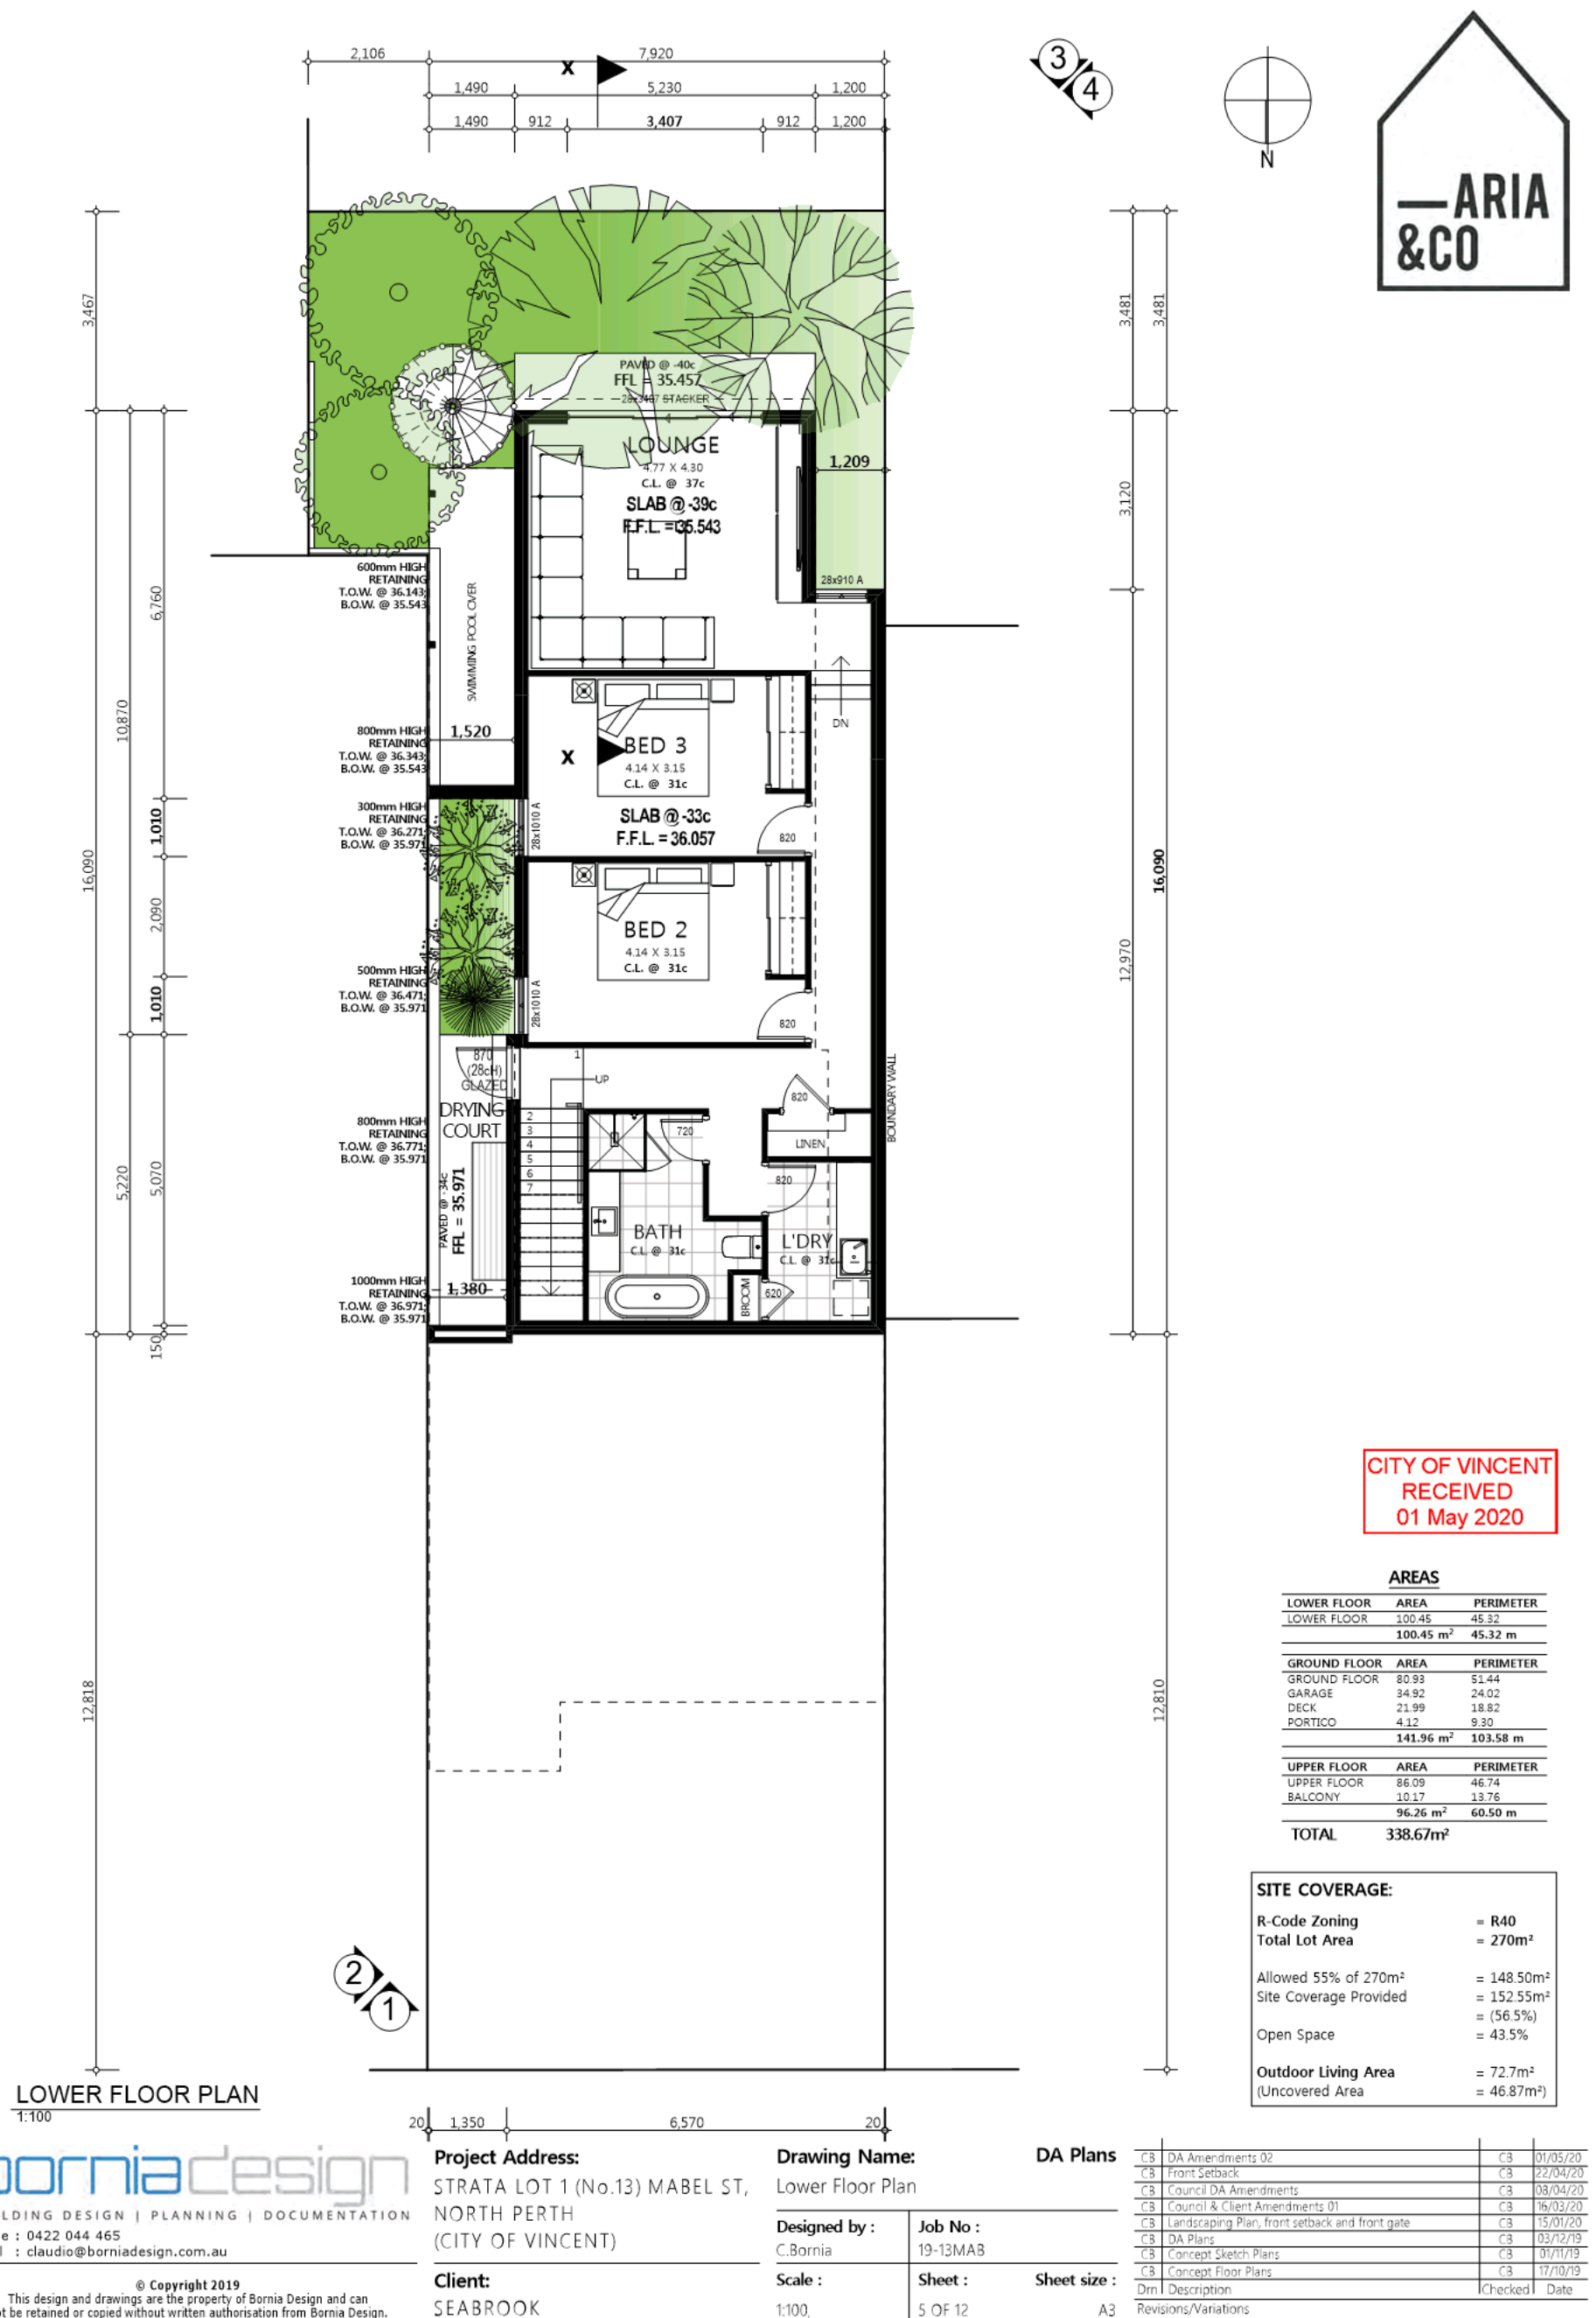 2,106
7,920
1,490
5,230
1,200
1,490
912
3,407
912
1,200
x
3
4
N
—ARIA
&CO
3,467
3,481
3,481
PAVED @ -40c
FFL = 35.457
28x3407 STACKER
LOUNGE
4.77 X 4.30
C.L. @ 37c
SLAB @ -39c
F.F.L. = 35.543
1,209
3,120
28x910 A
600mm HIGH
RETAINING
T.O.W. @ 36.143;
B.O.W. @ 35.543
SWIMMING POOL OVER
6,760
10,870
16,090
800mm HIGH
RETAINING
T.O.W. @ 36.343;
B.O.W. @ 35.543
1,520
x
BED 3
4.14 X 3.15
C.L. @ 31c
DN
SLAB @ -33c
F.F.L. = 36.057
28x1010 A
820
300mm HIGH
RETAINING
T.O.W. @ 36.271;
B.O.W. @ 35.971
1,010
2,090
1,010
16,090
12,970
BED 2
4.14 X 3.15
C.L. @ 31c
28x1010 A
820
500mm HIGH
RETAINING
T.O.W. @ 36.471;
B.O.W. @ 35.971
870
(28cH)
GLAZED
1
UP
2
3
4
5
6
7
DRYING
COURT
PAVED @ -34c
FFL = 35.971
800mm HIGH
RETAINING
T.O.W. @ 36.771;
B.O.W. @ 35.971
5,220
5,070
720
820
LINEN
820
BOUNDARY WALL
BATH
C.L. @ 31c
L'DRY
C.L. @ 31c
BROOM
620
1,380
1000mm HIGH
RETAINING
T.O.W. @ 36.971;
B.O.W. @ 35.971
150
12,818
12,810
CITY OF VINCENT
RECEIVED
01 May 2020
AREAS
LOWER FLOOR AREA PERIMETER
LOWER FLOOR 100.45 45.32
100.45 m² 45.32 m
GROUND FLOOR AREA PERIMETER
GROUND FLOOR 80.93 51.44
GARAGE 34.92 24.02
DECK 21.99 18.82
PORTICO 4.12 9.30
141.96 m² 103.58 m
UPPER FLOOR AREA PERIMETER
UPPER FLOOR 86.09 46.74
BALCONY 10.17 13.76
96.26 m² 60.50 m
TOTAL 338.67m²
SITE COVERAGE:
R-Code Zoning = R40
Total Lot Area = 270m²
Allowed 55% of 270m² = 148.50m²
Site Coverage Provided = 152.55m²
= (56.5%)
Open Space = 43.5%
Outdoor Living Area = 72.7m²
(Uncovered Area = 46.87m²)
2
1
LOWER FLOOR PLAN
1:100
20
1,350
6,570
20
borniadesign
LDING DESIGN | PLANNING | DOCUMENTATION
e : 0422 044 465
l : claudio@borniadesign.com.au
© Copyright 2019
This design and drawings are the property of Bornia Design and can
ot be retained or copied without written authorisation from Bornia Design.
Project Address:
STRATA LOT 1 (No.13) MABEL ST,
NORTH PERTH
(CITY OF VINCENT)
Client:
SEABROOK
Drawing Name: DA Plans
Lower Floor Plan
Designed by : Job No :
C.Bornia 19-13MAB
Scale : Sheet : Sheet size :
1:100, 5 OF 12 A3
CB DA Amendments 02 CB 01/05/20
CB Front Setback CB 22/04/20
CB Council DA Amendments CB 08/04/20
CB Council & Client Amendments 01 CB 16/03/20
CB Landscaping Plan, front setback and front gate CB 15/01/20
CB DA Plans CB 03/12/19
CB Concept Sketch Plans CB 01/11/19
CB Concept Floor Plans CB 17/10/19
Drn Description Checked Date
Revisions/Variations